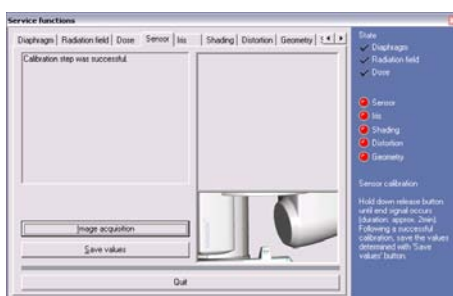 Service functions
Diaphragm Radiation field Dose Sensor Iris Shading Distortion Geometry
Calibration step was successful.
Image acquisition
Save values
Quit
State
Diaphragm
Radiation field
Dose
Sensor
Iris
Shading
Distortion
Geometry
Sensor calibration
Hold down release button
until end signal occurs
(duration: approx. 2min).
Following a successful
calibration, save the values
determined with 'Save
values' button.